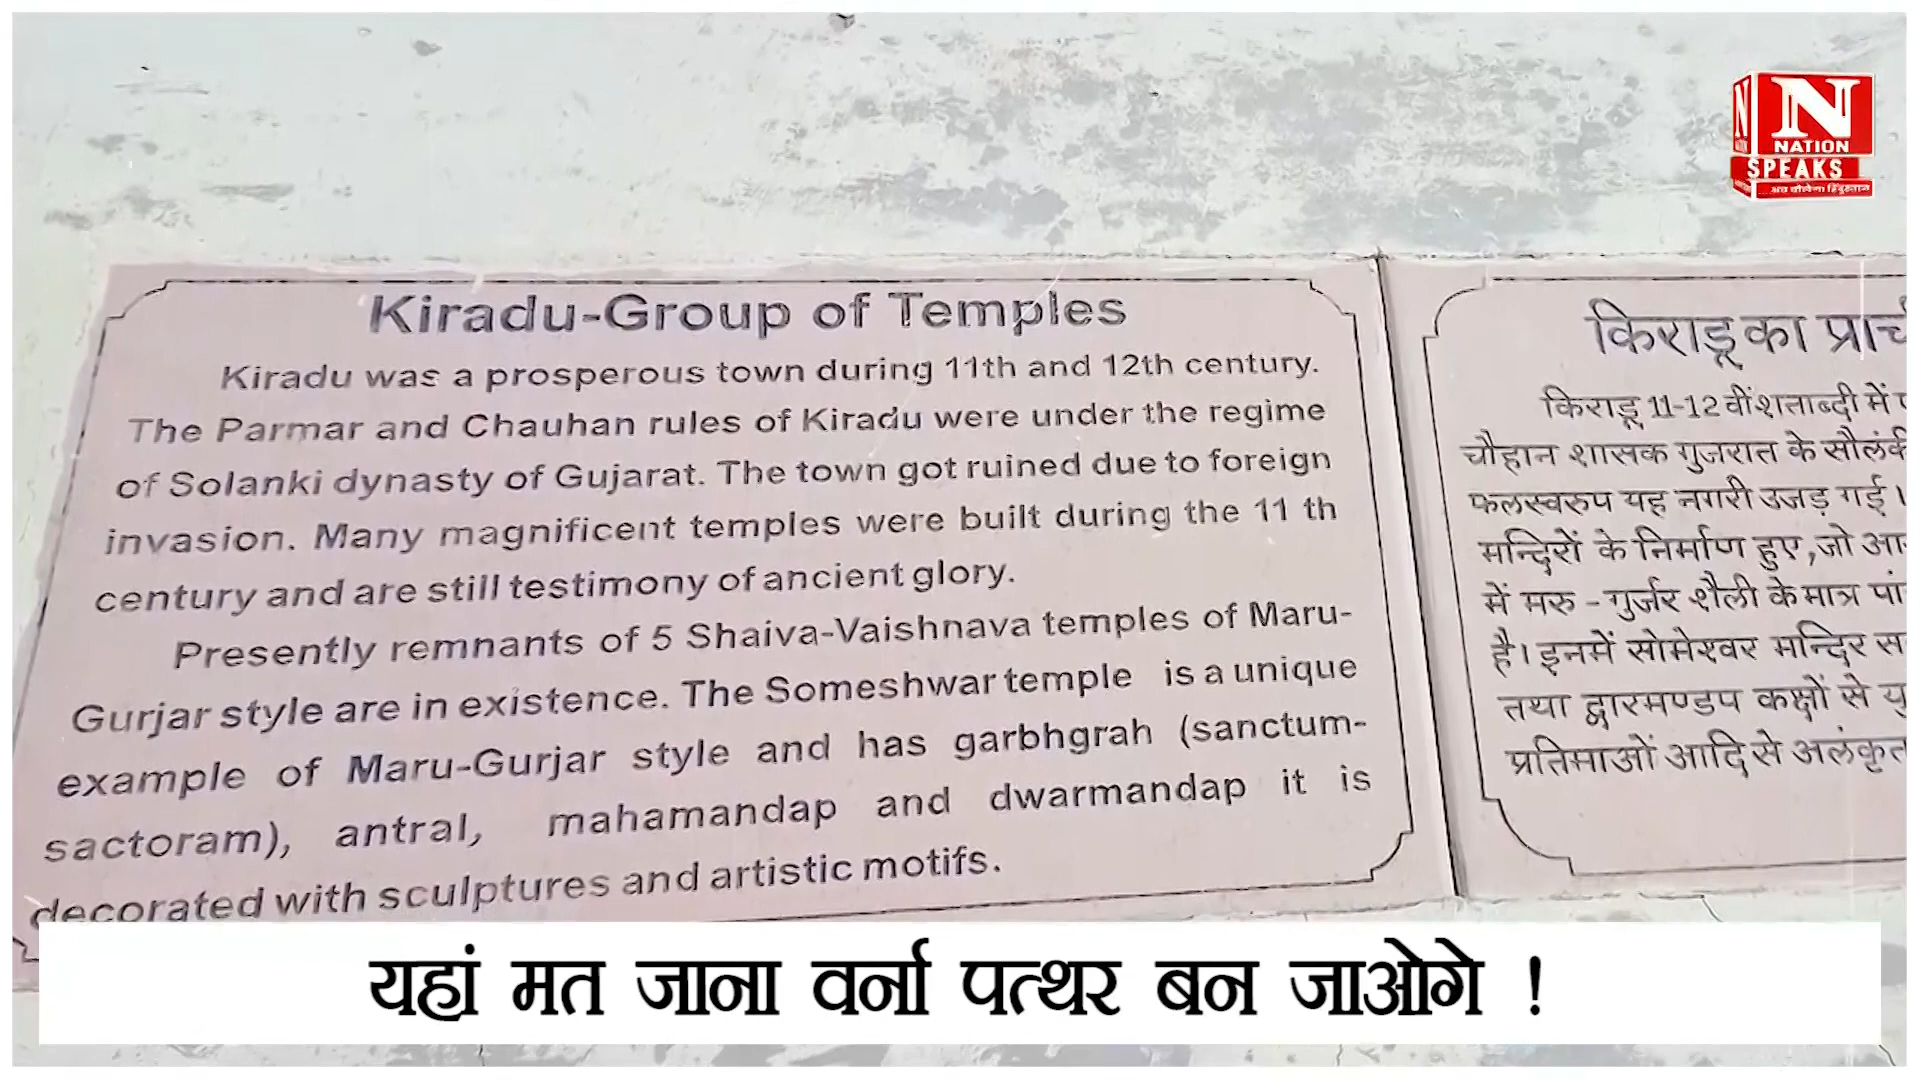 N
N
NATION
SPEAKS
अब बोलेगा हिंदुस्तान
Kiradu-Group of Temples
Kiradu was a prosperous town during 11th and 12th century.
The Parmar and Chauhan rules of Kiradu were under the regime
of Solanki dynasty of Gujarat. The town got ruined due to foreign
invasion. Many magnificent temples were built during the 11 th
century and are still testimony of ancient glory.
Presently remnants of 5 Shaiva-Vaishnava temples of Maru-
Gurjar style are in existence. The Someshwar temple is a unique
example of Maru-Gurjar style and has garbhgrah (sanctum-
sactoram), antral, mahamandap and dwarmandap it is
decorated with sculptures and artistic motifs.
किराडू का
किराडू 11-12 वीं शताब्दी में
चौहान शासक गुजरात के
फलस्वरुप यह नगरी उजड़ गई।
मन्दिरों के निर्माण हुए, जो
में मरु - गुर्जर शैली के मात्र
है। इनमें सोमेश्वर मन्दिर
तथा द्वारमण्डप कक्षों से
प्रतिमाओं आदि से
यहां मत जाना वर्ना पत्थर बन जाओगे !